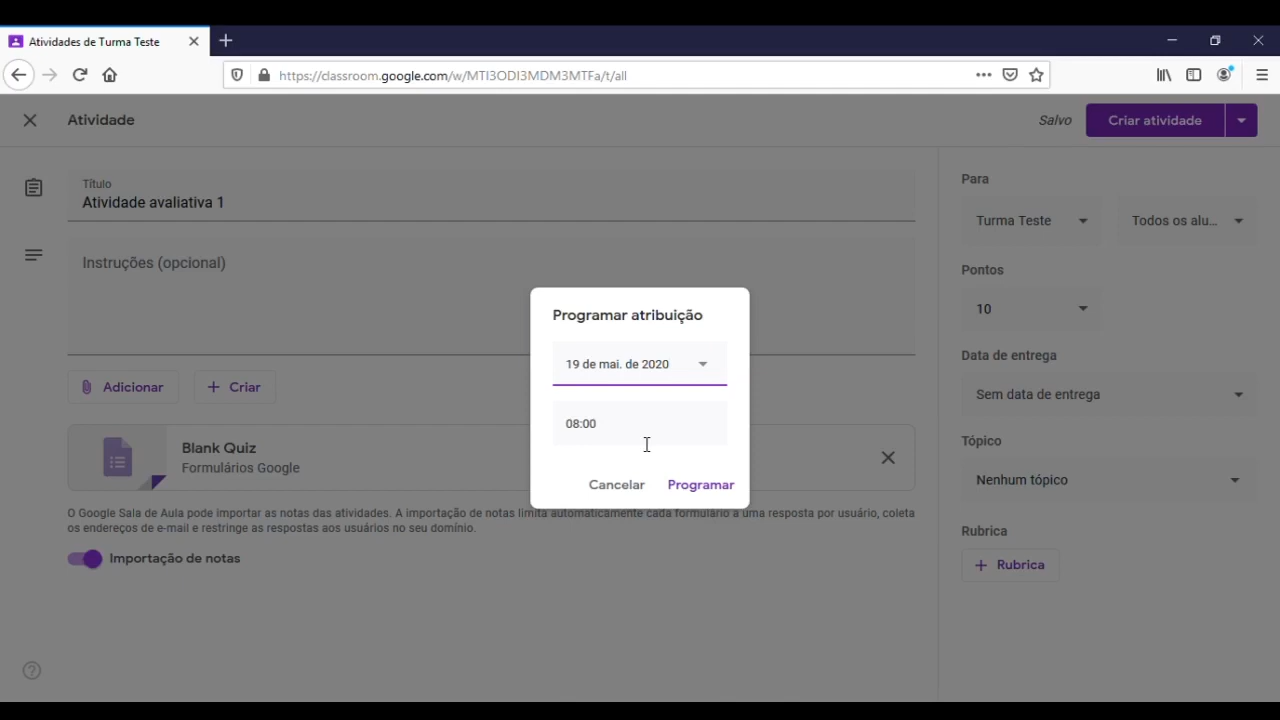 Atividades de Turma Teste
https://classroom.google.com/w/MTI3ODI3MDM3MTFa/t/all
Atividade
Salvo
Criar atividade
Título
Atividade avaliativa 1
Instruções (opcional)
Adicionar
Criar
Blank Quiz
Formulários Google
O Google Sala de Aula pode importar as notas das atividades. A importação de notas limita automaticamente cada formulário a uma resposta por usuário, coleta
os endereços de e-mail e restringe as respostas aos usuários no seu domínio.
Importação de notas
Programar atribuição
19 de mai. de 2020
08:00
Cancelar
Programar
Para
Turma Teste
Todos os alu...
Pontos
10
Data de entrega
Sem data de entrega
Tópico
Nenhum tópico
Rubrica
+ Rubrica